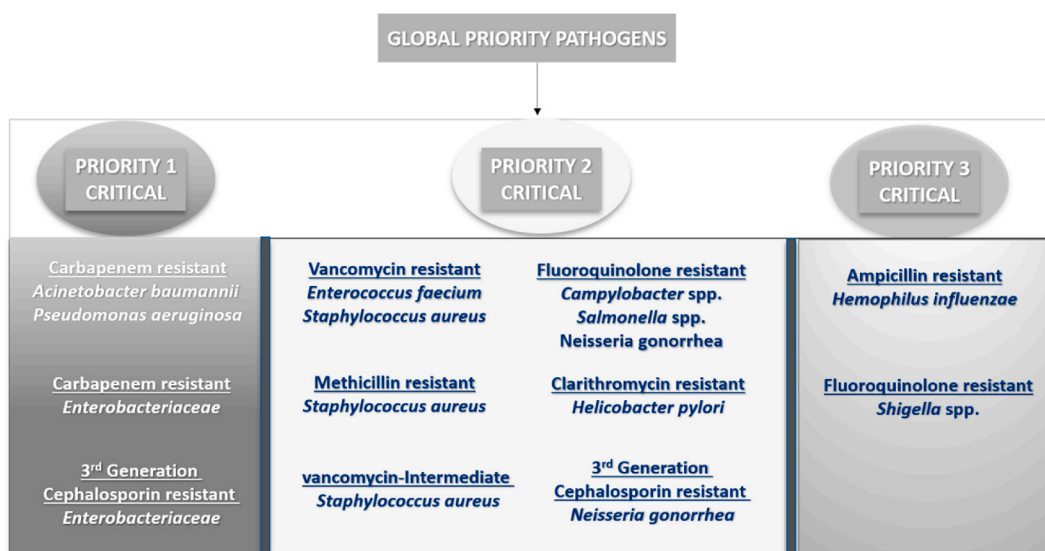 GLOBAL PRIORITY PATHOGENS
PRIORITY 1
CRITICAL
PRIORITY 2
CRITICAL
PRIORITY 3
CRITICAL
Carbapenem resistant
Acinetobacter baumannii
Pseudomonas aeruginosa
Carbapenem resistant
Enterobacteriaceae
3rd Generation
Cephalosporin resistant
Enterobacteriaceae
Vancomycin resistant
Enterococcus faecium
Staphylococcus aureus
Methicillin resistant
Staphylococcus aureus
vancomycin-Intermediate
Staphylococcus aureus
Fluoroquinolone resistant
Campylobacter spp.
Salmonella spp.
Neisseria gonorrhea
Clarithromycin resistant
Helicobacter pylori
3rd Generation
Cephalosporin resistant
Neisseria gonorrhea
Ampicillin resistant
Hemophilus influenzae
Fluoroquinolone resistant
Shigella spp.